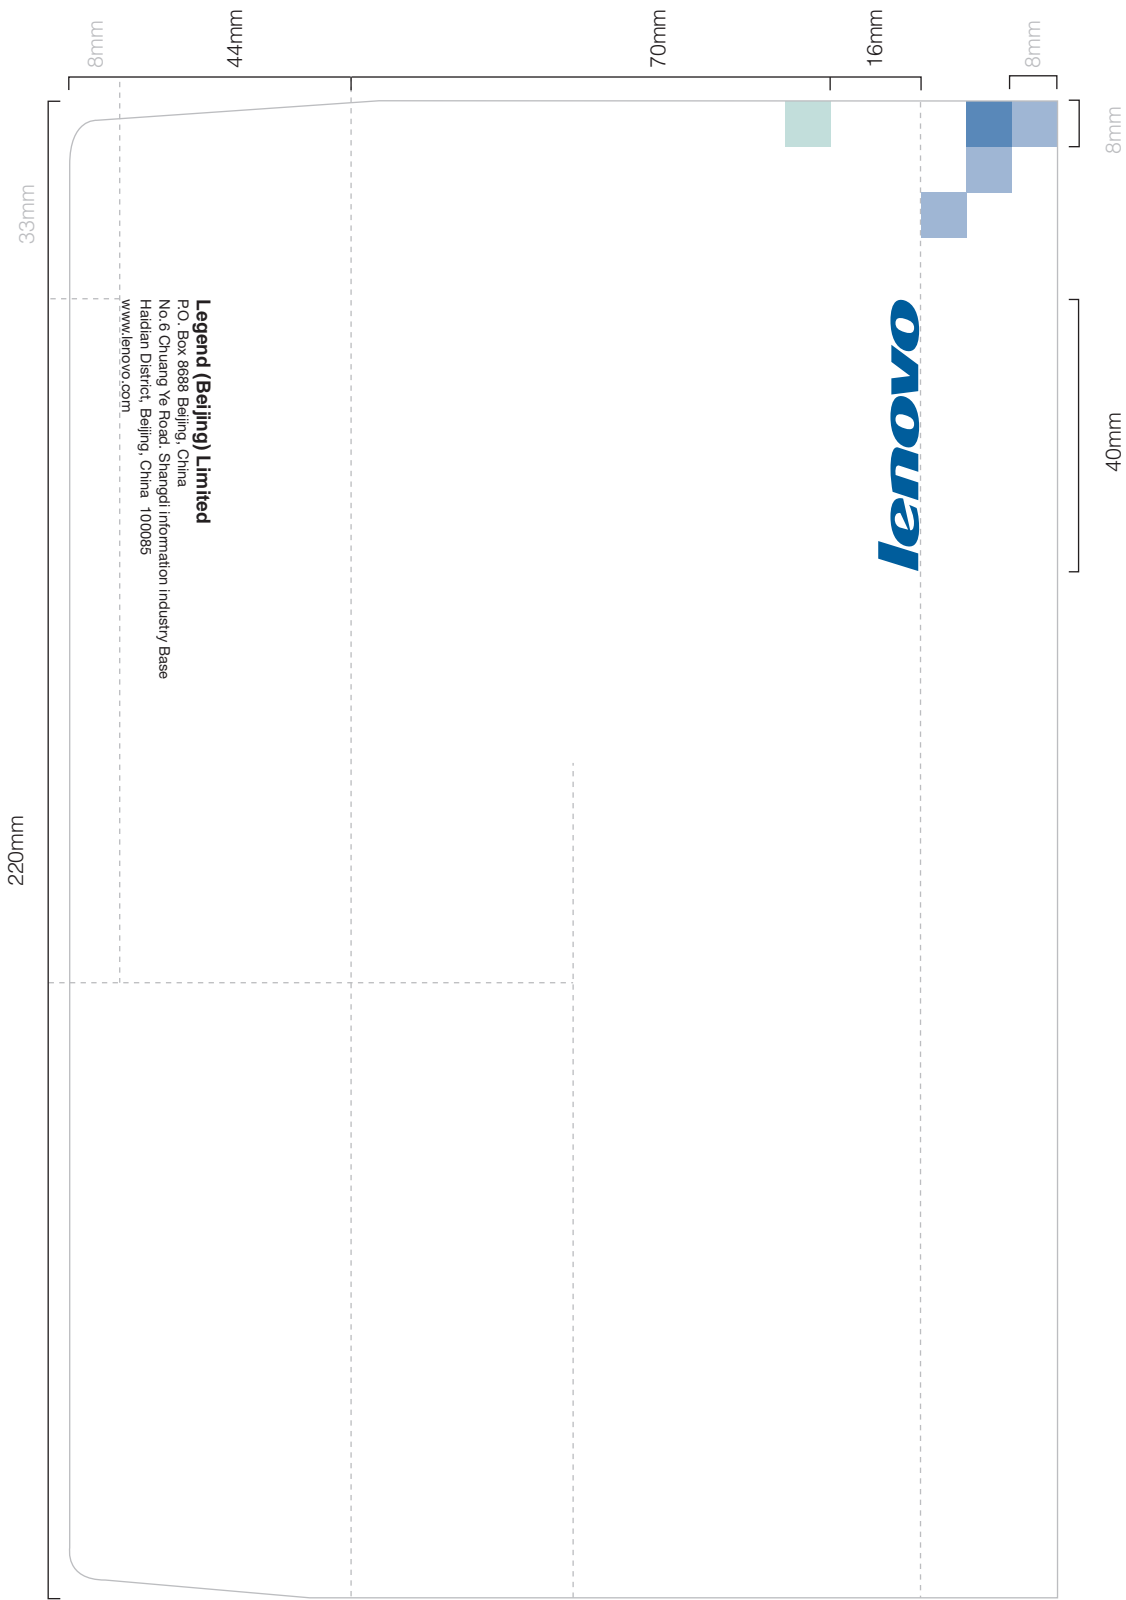 8mm
44mm
70mm
16mm
8mm
8mm
33mm
lenovo
40mm
Legend (Beijing) Limited
P.O. Box 8688 Beijing, China
No.6 Chuang Ye Road, Shangdi information industry Base
Haidian District, Beijing, China 100085
www.lenovo.com
220mm